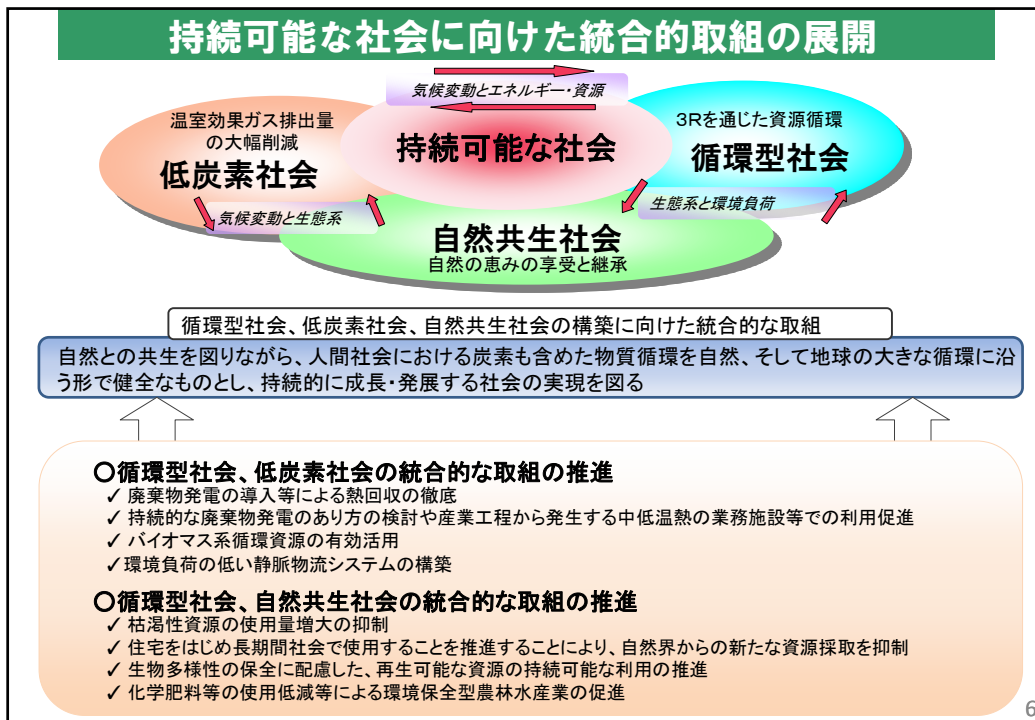 持続可能な社会に向けた統合的取組の展開
気候変動とエネルギー・資源
温室効果ガス排出量
の大幅削減
低炭素社会
持続可能な社会
3Rを通じた資源循環
循環型社会
気候変動と生態系
生態系と環境負荷
自然共生社会
自然の恵みの享受と継承
循環型社会、低炭素社会、自然共生社会の構築に向けた統合的な取組
自然との共生を図りながら、人間社会における炭素も含めた物質循環を自然、そして地球の大きな循環に沿
う形で健全なものとし、持続的に成長・発展する社会の実現を図る
○循環型社会、低炭素社会の統合的な取組の推進
✓ 廃棄物発電の導入等による熱回収の徹底
✓ 持続的な廃棄物発電のあり方の検討や産業工程から発生する中低温熱の業務施設等での利用促進
✓ バイオマス系循環資源の有効活用
✓環境負荷の低い静脈物流システムの構築
○循環型社会、自然共生社会の統合的な取組の推進
✓ 枯渇性資源の使用量増大の抑制
✓ 住宅をはじめ長期間社会で使用することを推進することにより、自然界からの新たな資源採取を抑制
✓ 生物多様性の保全に配慮した、再生可能な資源の持続可能な利用の推進
✓ 化学肥料等の使用低減等による環境保全型農林水産業の促進
6